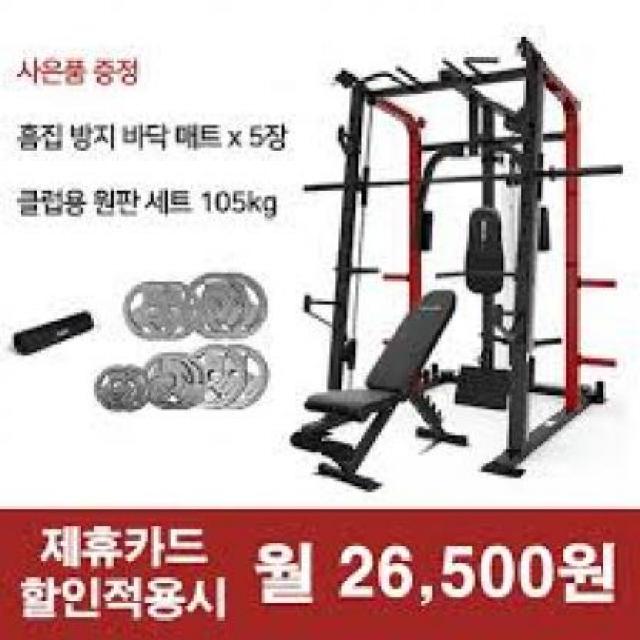 사은품 증정
흠집 방지 바닥 매트 x 5장
클럽용 원판 세트 105kg
제휴카드
할인적용시
월 26,500원